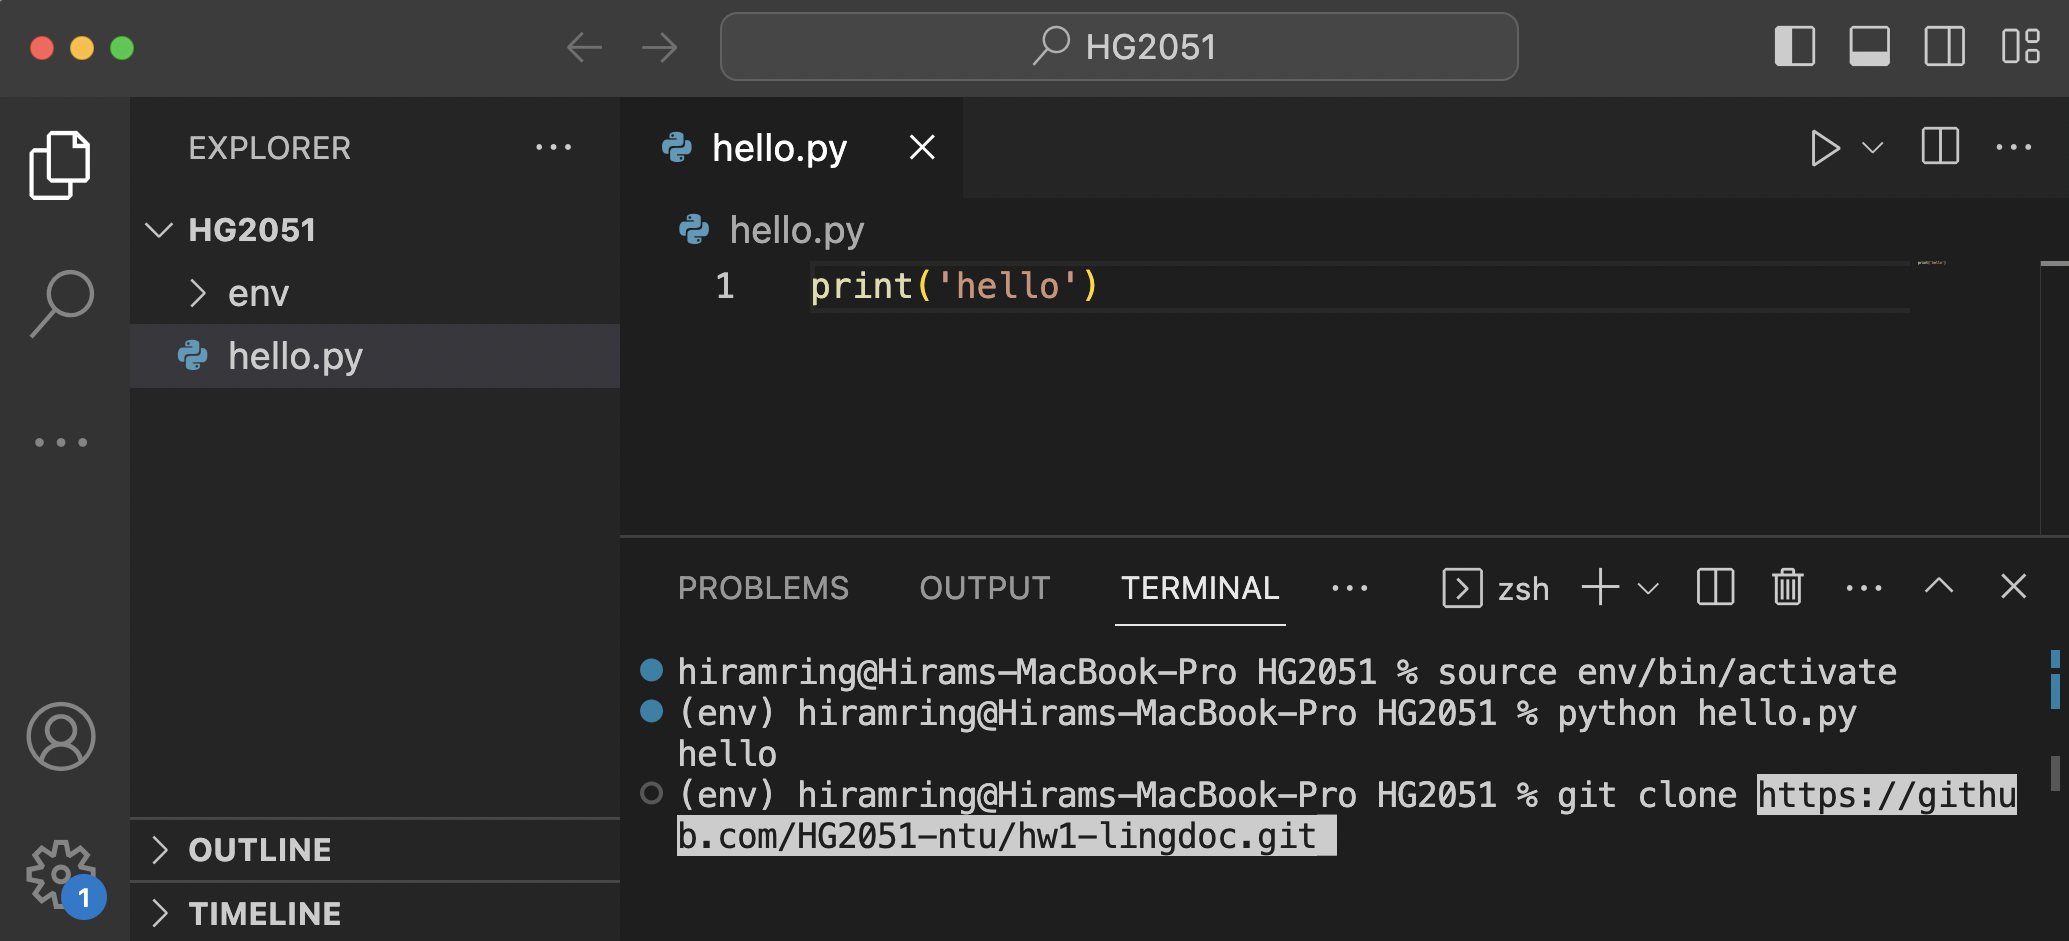 HG2051
EXPLORER
HG2051
env
hello.py
OUTLINE
TIMELINE
1
hello.py
hello.py
1 print('hello')
PROBLEMS OUTPUT TERMINAL zsh
hiramring@Hirams-MacBook-Pro HG2051 % source env/bin/activate
(env) hiramring@Hirams-MacBook-Pro HG2051 % python hello.py
hello
(env) hiramring@Hirams-MacBook-Pro HG2051 % git clone https://githu
b.com/HG2051-ntu/hw1-lingdoc.git